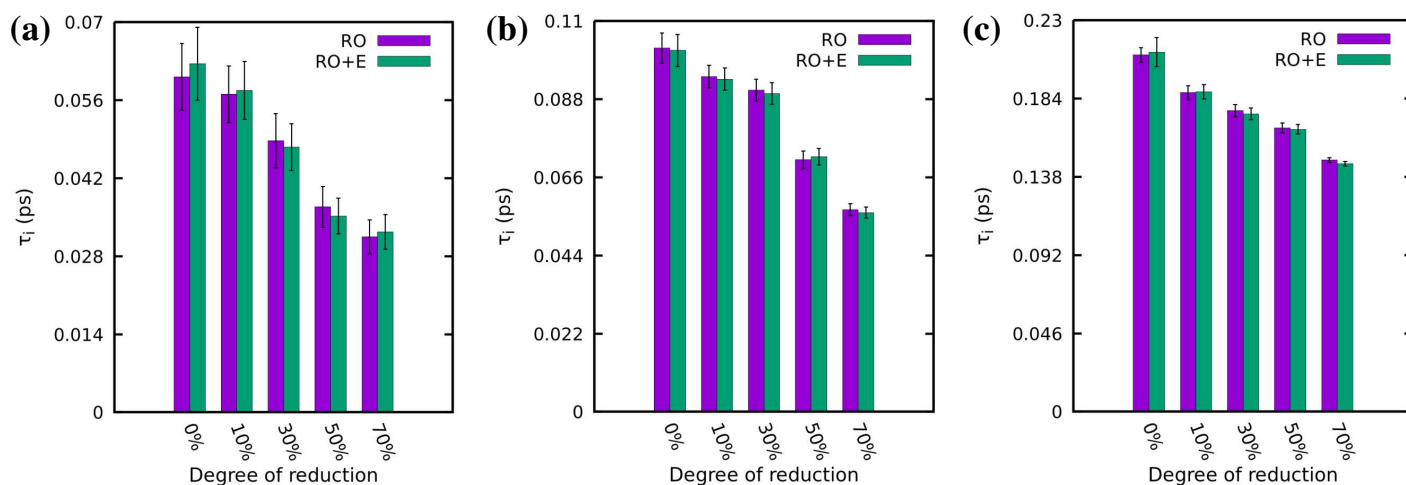 (a)
0.07
0.056
0.042
0.028
0.014
0
τi (ps)
RO
RO+E
0%
10%
30%
50%
70%
Degree of reduction
(b)
0.11
0.088
0.066
0.044
0.022
0
τi (ps)
RO
RO+E
0%
10%
30%
50%
70%
Degree of reduction
(c)
0.23
0.184
0.138
0.092
0.046
0
τi (ps)
RO
RO+E
0%
10%
30%
50%
70%
Degree of reduction